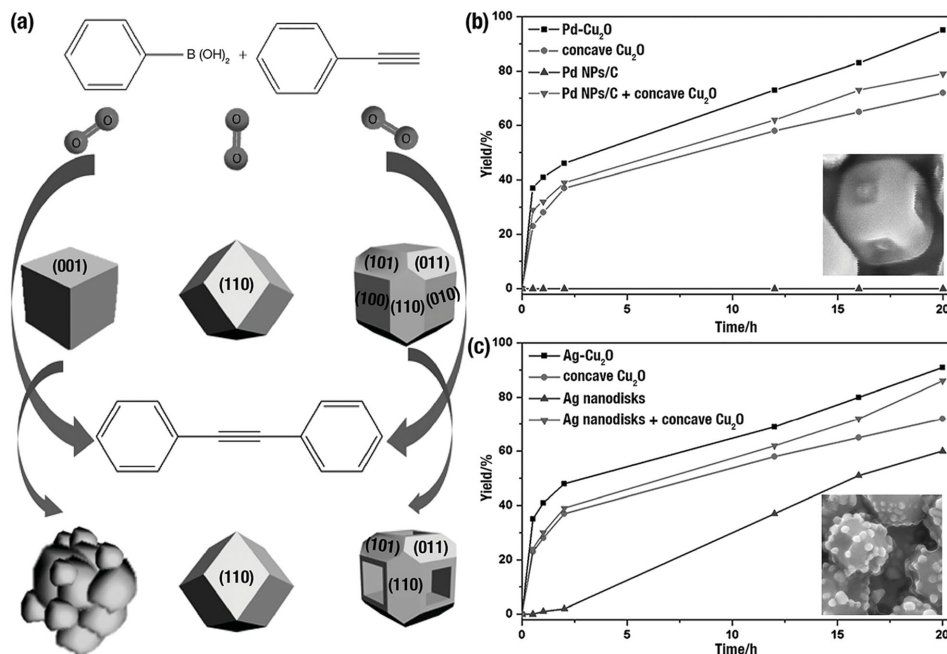 (a)
B(OH)₂ +
O O
O O
O O
(001)
(110)
(101)
(011)
(100)
(110)
(010)
(110)
(101)
(011)
(110)
(b)
Pd–Cu₂O
concave Cu₂O
Pd NPs/C
Pd NPs/C + concave Cu₂O
Yield/%
100
80
60
40
20
0
0 5 10 15 20
Time/h
(c)
Ag–Cu₂O
concave Cu₂O
Ag nanodisks
Ag nanodisks + concave Cu₂O
Yield/%
100
80
60
40
20
0
0 5 10 15 20
Time/h